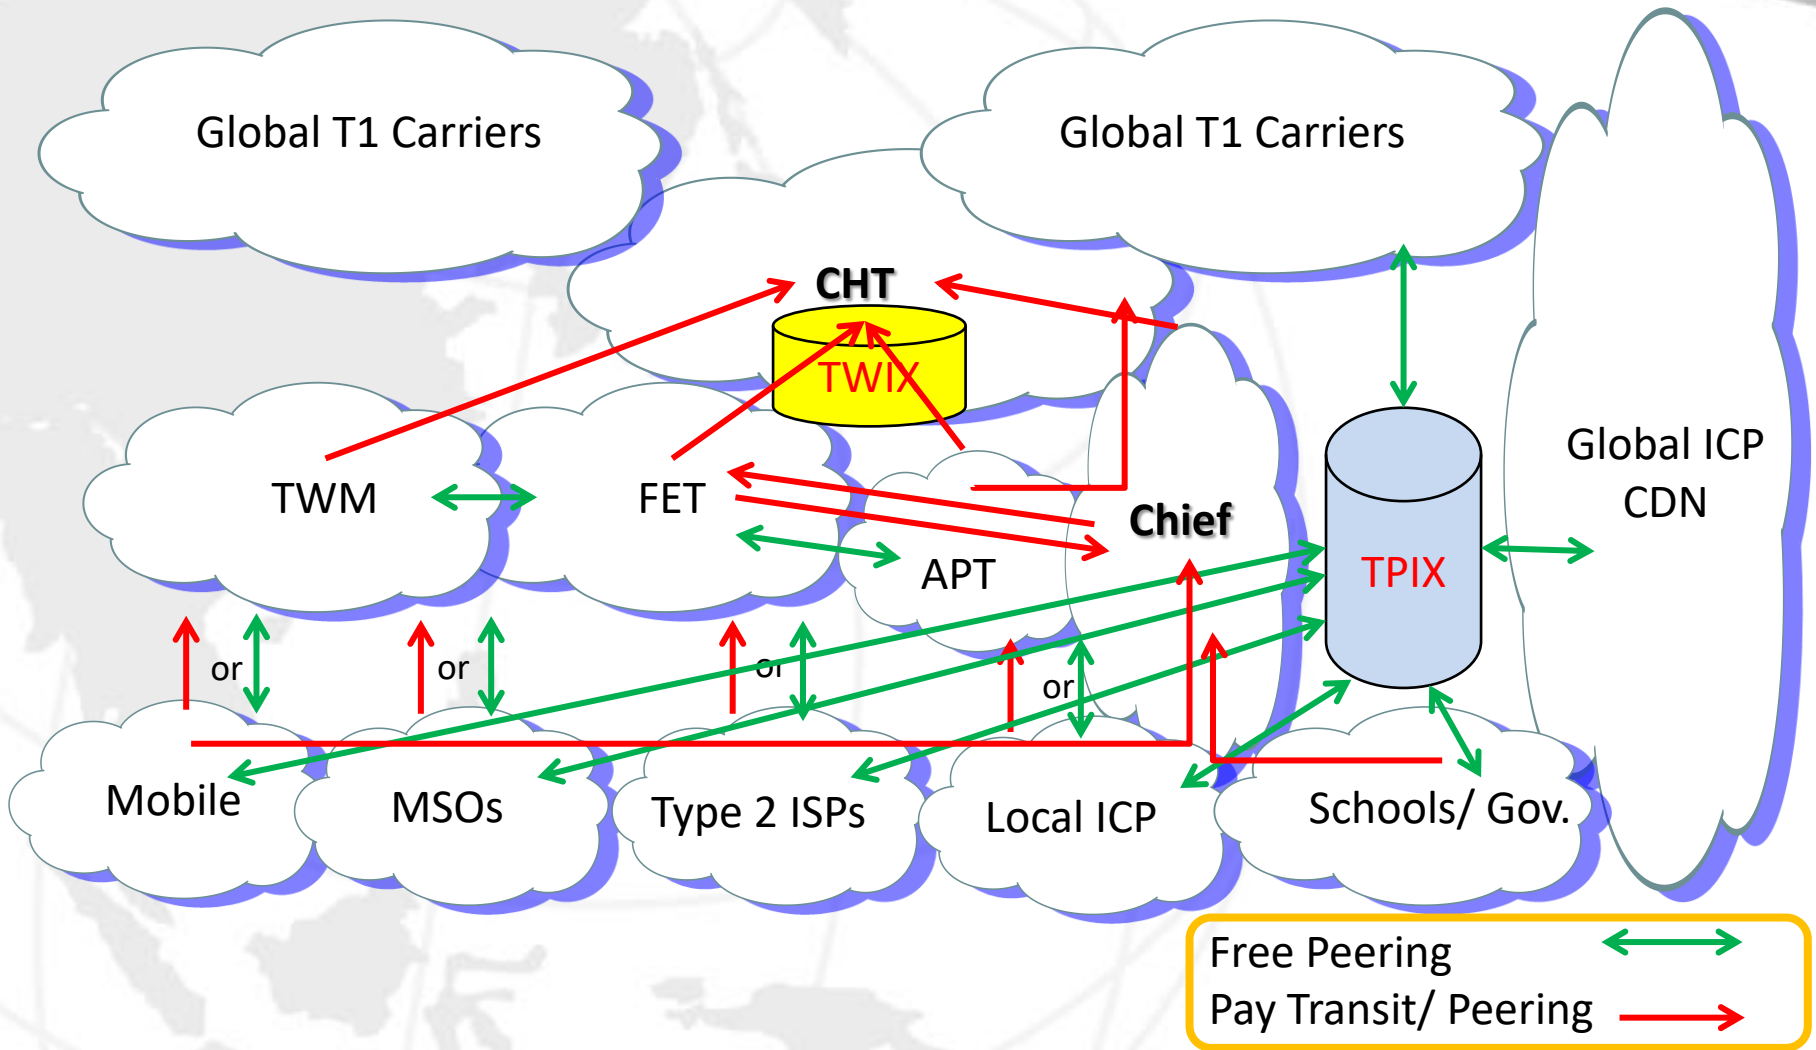 Global T1 Carriers
Global T1 Carriers
CHT
TWIX
Global ICP
CDN
TWM
FET
Chief
APT
TPIX
or
or
or
or
Mobile
MSOs
Type 2 ISPs
Local ICP
Schools/ Gov.
Free Peering
Pay Transit/ Peering